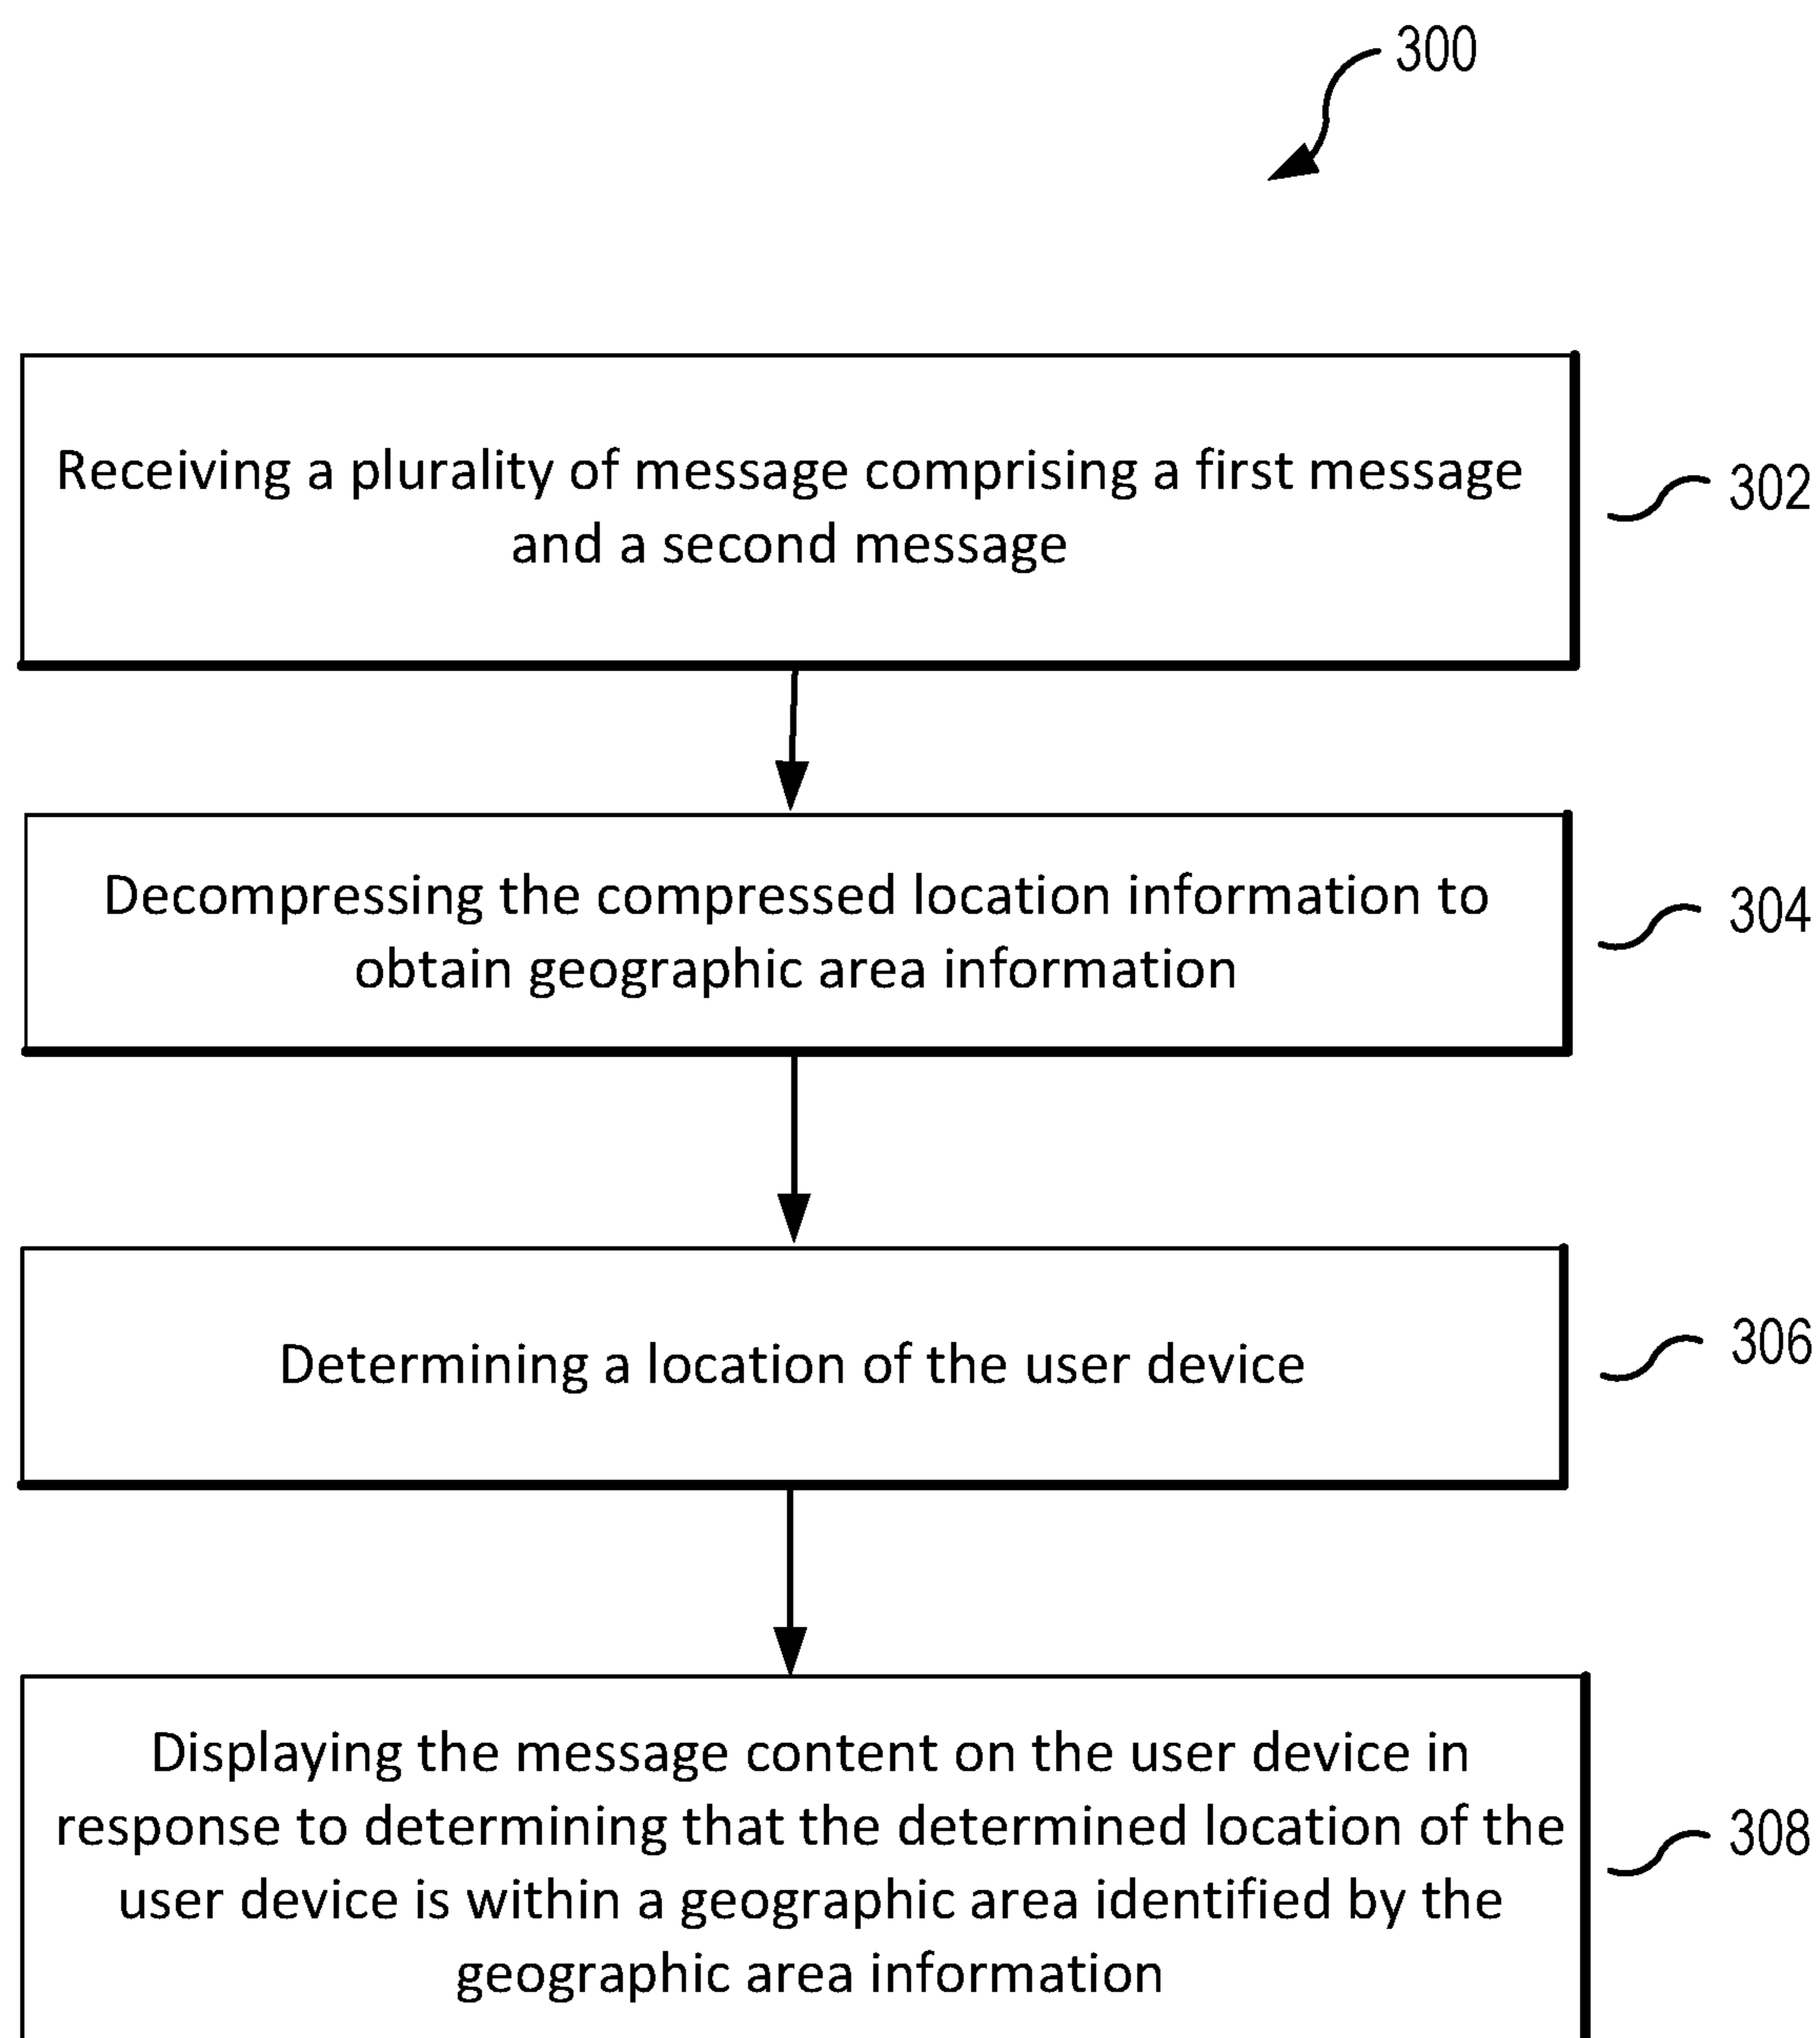 300
Receiving a plurality of message comprising a first message
and a second message
302
Decompressing the compressed location information to
obtain geographic area information
304
Determining a location of the user device
306
Displaying the message content on the user device in
response to determining that the determined location of the
user device is within a geographic area identified by the
geographic area information
308